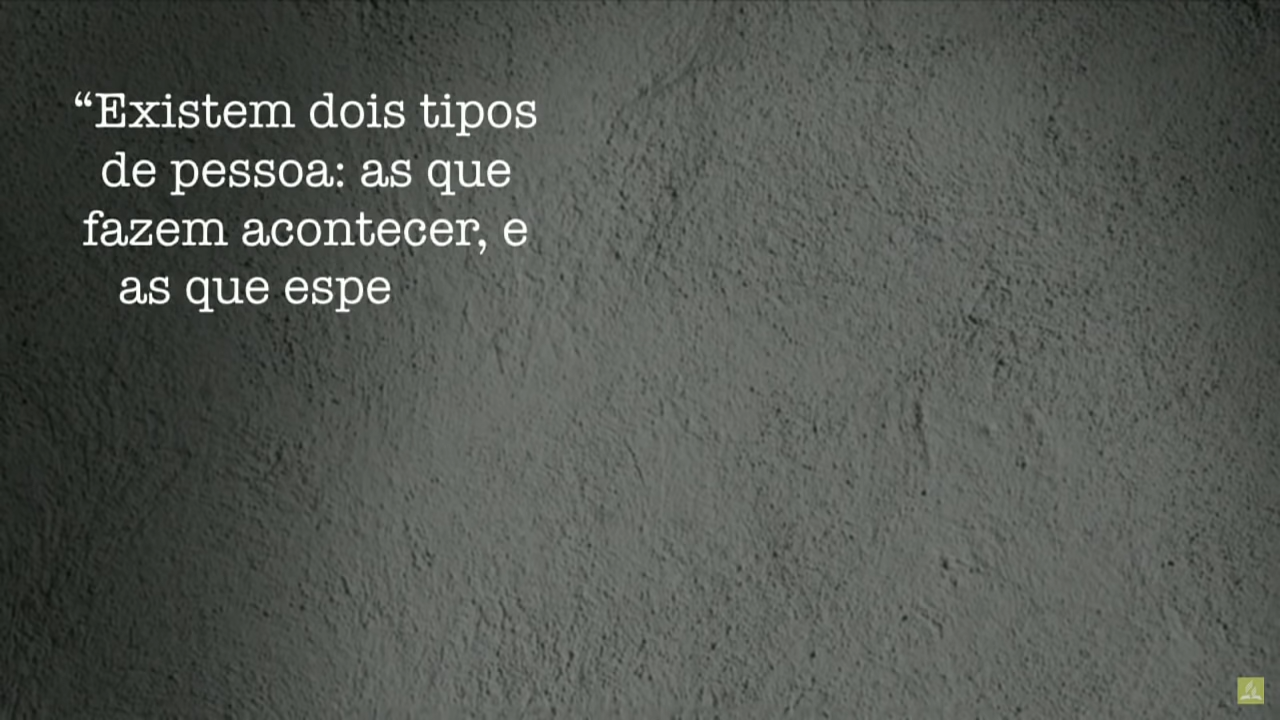 “Existem dois tipos
de pessoa: as que
fazem acontecer, e
as que espe